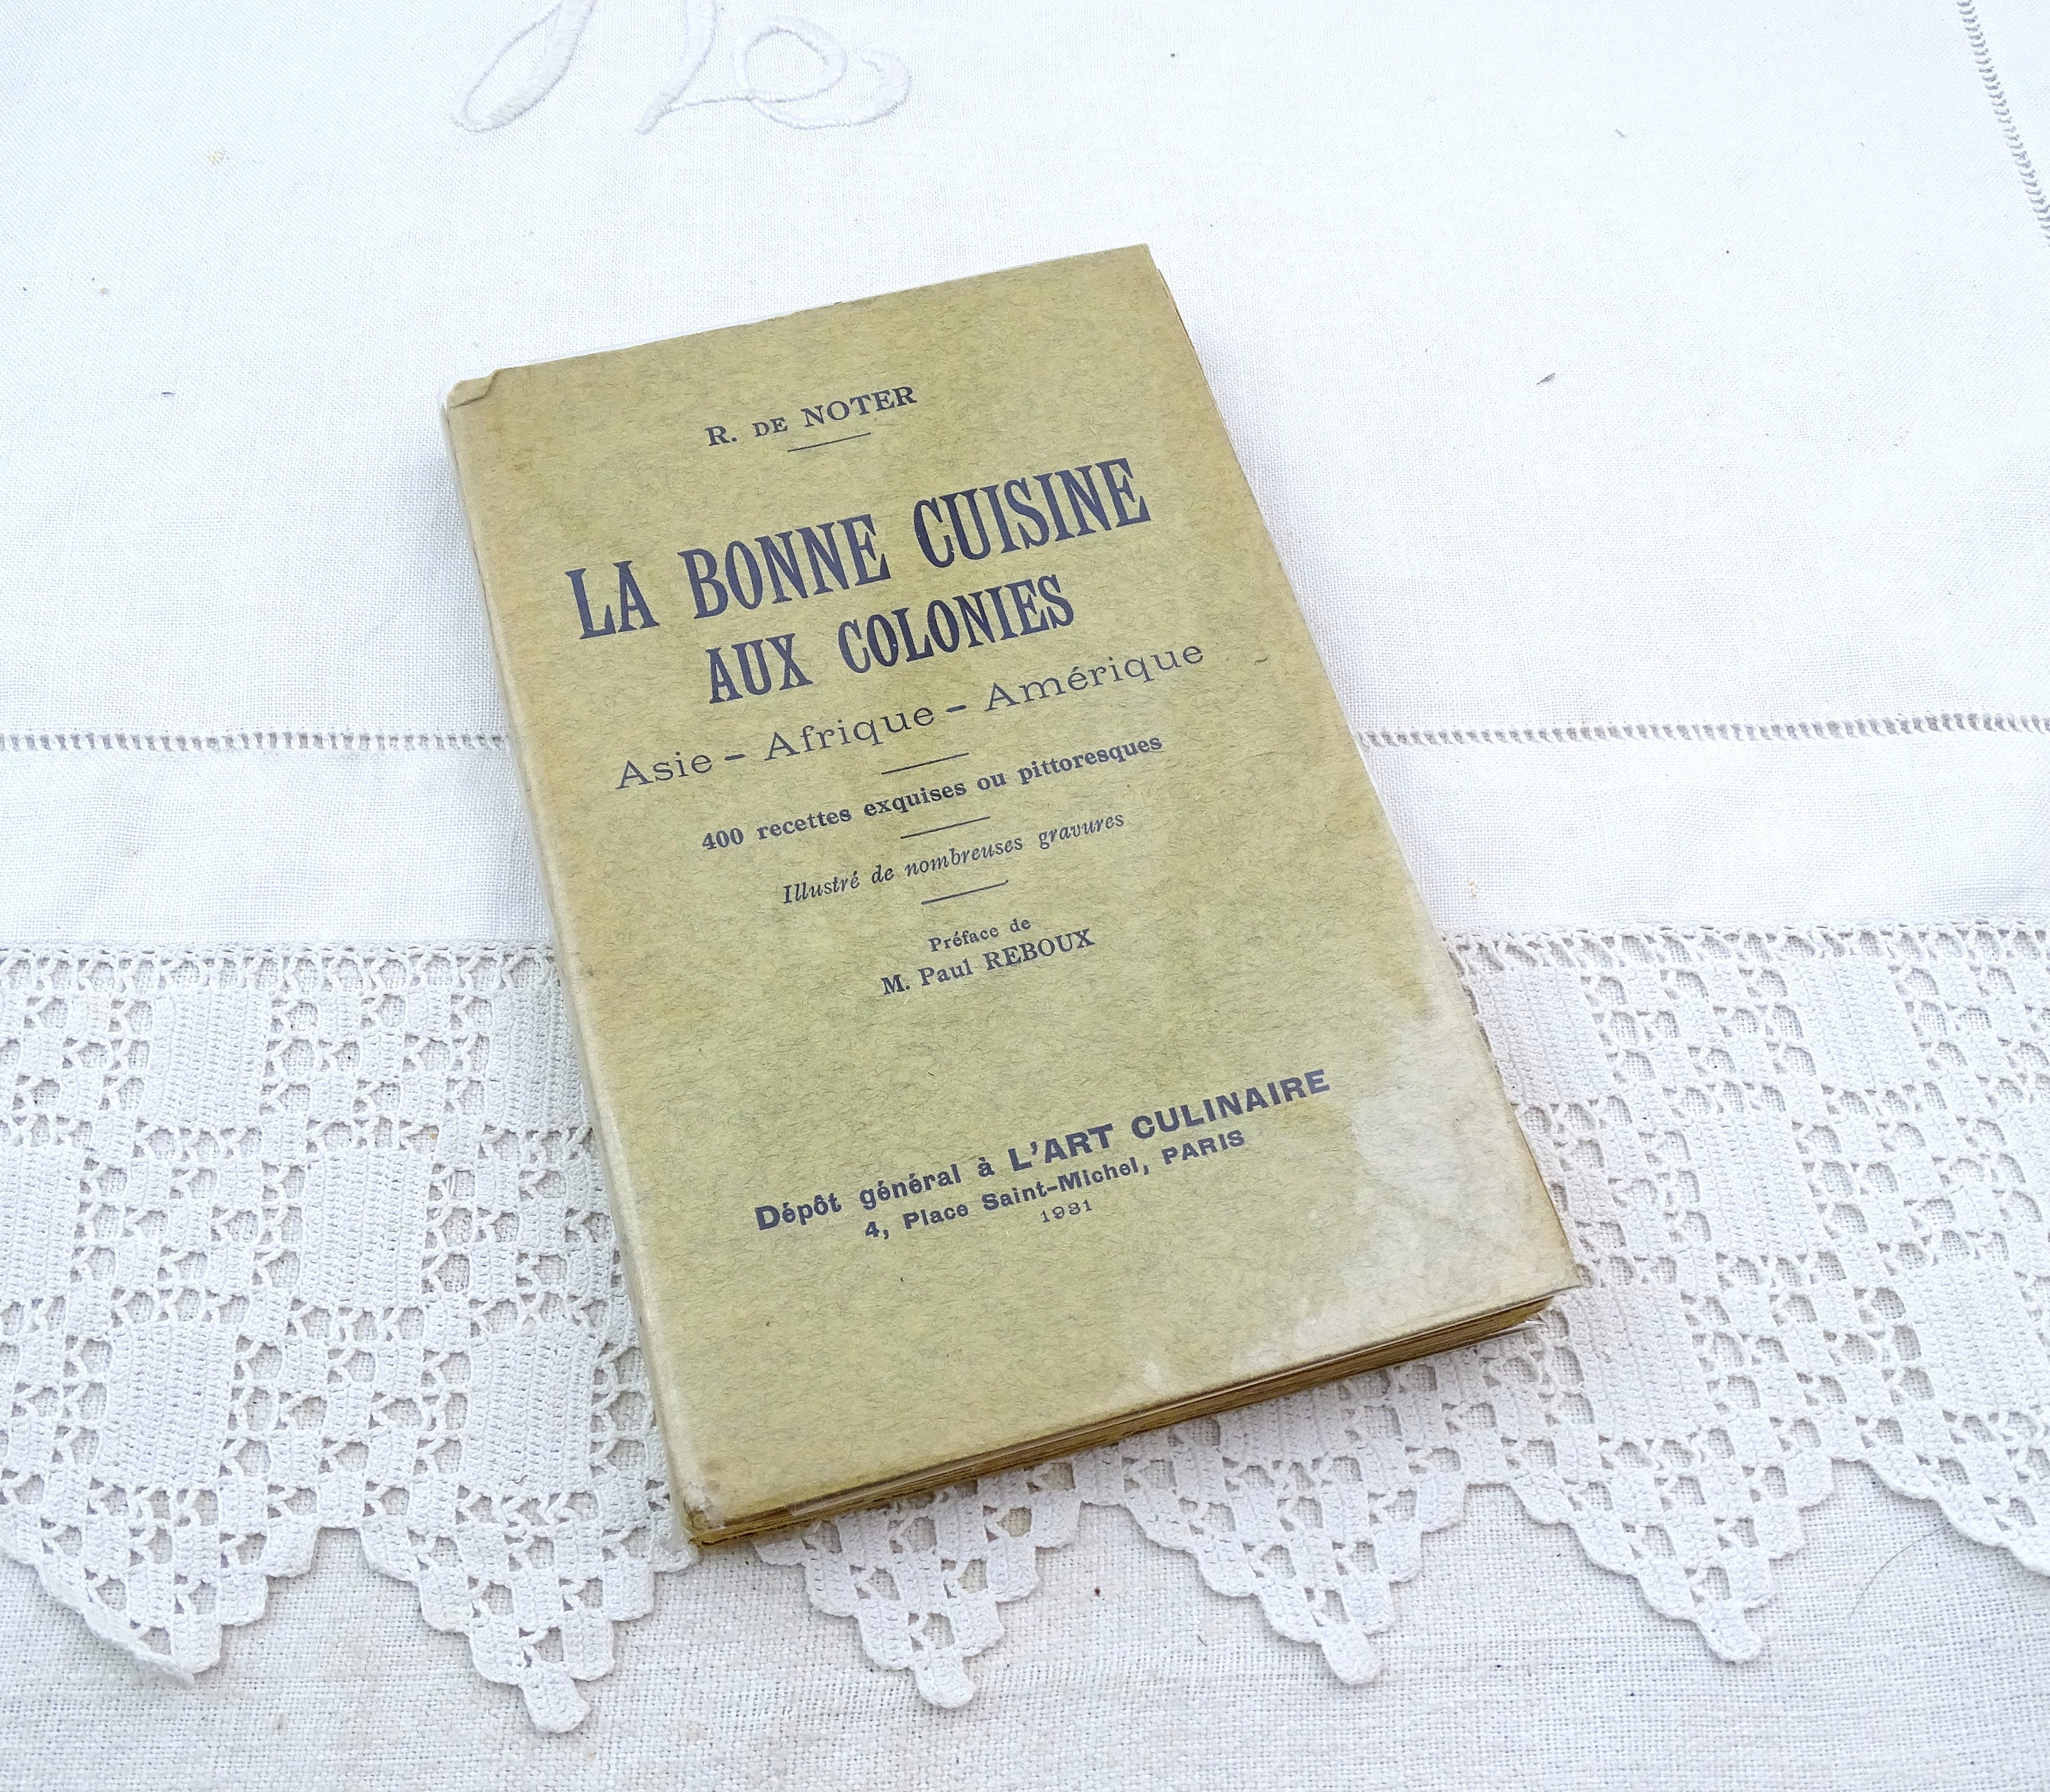 R. DE NOTER
LA BONNE CUISINE
AUX COLONIES
Asie - Afrique - Amérique
400 recettes exquises ou pittoresques
Illustré de nombreuses gravures
Préface de
M. Paul REBOUX
Dépôt général à L'ART CULINAIRE
4, Place Saint-Michel, PARIS
1931